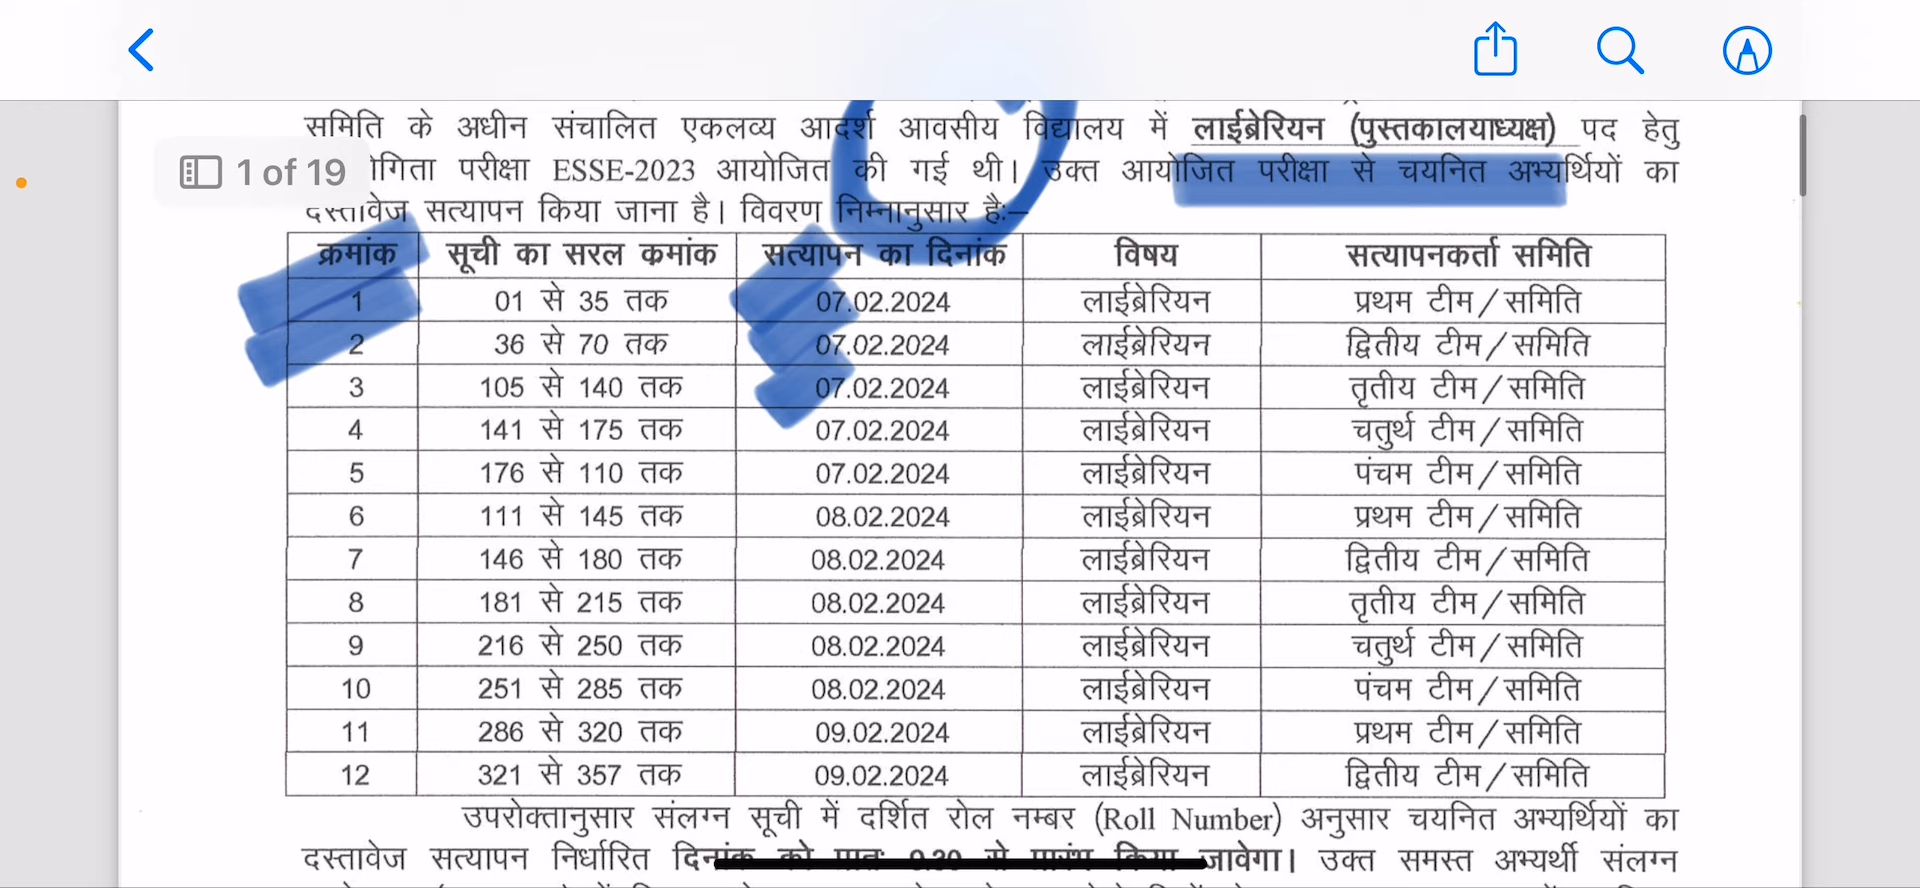 समिति के अधीन संचालित एकलव्य आदर्श आवसीय विद्यालय में लाईब्रेरियन (पुस्तकालयाध्यक्ष) पद हेतु
1 of 19
परीक्षा ESSE-2023 आयोजित की गई थी। उक्त आयोजित परीक्षा से चयनित अभ्यर्थियों का
दस्तावेज सत्यापन किया जाना है। विवरण निम्नानुसार है:–
क्रमांक सूची का सरल कमांक सत्यापन का दिनांक विषय सत्यापनकर्ता समिति
1 01 से 35 तक 07.02.2024 लाईब्रेरियन प्रथम टीम/समिति
2 36 से 70 तक 07.02.2024 लाईब्रेरियन द्वितीय टीम/समिति
3 105 से 140 तक 07.02.2024 लाईब्रेरियन तृतीय टीम/समिति
4 141 से 175 तक 07.02.2024 लाईब्रेरियन चतुर्थ टीम/समिति
5 176 से 110 तक 07.02.2024 लाईब्रेरियन पंचम टीम/समिति
6 111 से 145 तक 08.02.2024 लाईब्रेरियन प्रथम टीम/समिति
7 146 से 180 तक 08.02.2024 लाईब्रेरियन द्वितीय टीम/समिति
8 181 से 215 तक 08.02.2024 लाईब्रेरियन तृतीय टीम/समिति
9 216 से 250 तक 08.02.2024 लाईब्रेरियन चतुर्थ टीम/समिति
10 251 से 285 तक 08.02.2024 लाईब्रेरियन पंचम टीम/समिति
11 286 से 320 तक 09.02.2024 लाईब्रेरियन प्रथम टीम/समिति
12 321 से 357 तक 09.02.2024 लाईब्रेरियन द्वितीय टीम/समिति
उपरोक्तानुसार संलग्न सूची में दर्शित रोल नम्बर (Roll Number) अनुसार चयनित अभ्यर्थियों का
दस्तावेज सत्यापन निर्धारित दिनांक को जावेगा। उक्त समस्त अभ्यर्थी संलग्न